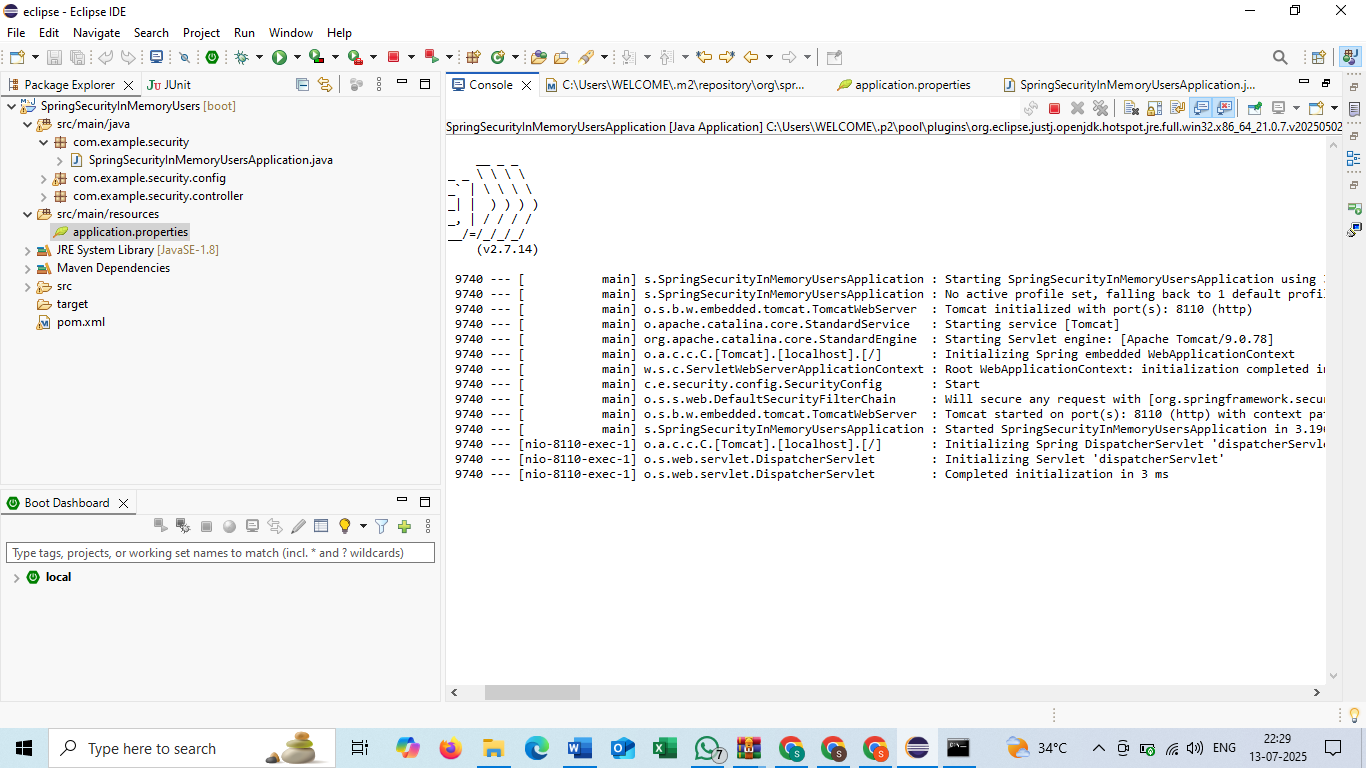 eclipse - Eclipse IDE
File Edit Navigate Search Project Run Window Help
Package Explorer
JUnit
SpringSecurityInMemoryUsers [boot]
src/main/java
com.example.security
SpringSecurityInMemoryUsersApplication.java
com.example.security.config
com.example.security.controller
src/main/resources
application.properties
JRE System Library [JavaSE-1.8]
Maven Dependencies
src
target
pom.xml
Boot Dashboard
Type tags, projects, or working set names to match (incl. * and ? wildcards)
local
Console
C:\Users\WELCOME\.m2\repository\org\spr...
application.properties
SpringSecurityInMemoryUsersApplication.j...
SpringSecurityInMemoryUsersApplication [Java Application] C:\Users\WELCOME\.p2\pool\plugins\org.eclipse.justj.openjdk.hotspot.jre.full.win32.x86_64_21.0.7.v20250502
    __ _ _
_ _ \ \ \ \
_` | \ \ \ \
_| |  ) ) ) )
_, | / / / /
__/=/_/_/_/
    (v2.7.14)
9740 --- [           main] s.SpringSecurityInMemoryUsersApplication : Starting SpringSecurityInMemoryUsersApplication using
9740 --- [           main] s.SpringSecurityInMemoryUsersApplication : No active profile set, falling back to 1 default profi
9740 --- [           main] o.s.b.w.embedded.tomcat.TomcatWebServer  : Tomcat initialized with port(s): 8110 (http)
9740 --- [           main] o.apache.catalina.core.StandardService   : Starting service [Tomcat]
9740 --- [           main] org.apache.catalina.core.StandardEngine  : Starting Servlet engine: [Apache Tomcat/9.0.78]
9740 --- [           main] o.a.c.c.C.[Tomcat].[localhost].[/]       : Initializing Spring embedded WebApplicationContext
9740 --- [           main] w.s.c.ServletWebServerApplicationContext : Root WebApplicationContext: initialization completed in
9740 --- [           main] c.e.security.config.SecurityConfig       : Start
9740 --- [           main] o.s.s.web.DefaultSecurityFilterChain     : Will secure any request with [org.springframework.secur
9740 --- [           main] o.s.b.w.embedded.tomcat.TomcatWebServer  : Tomcat started on port(s): 8110 (http) with context pat
9740 --- [           main] s.SpringSecurityInMemoryUsersApplication : Started SpringSecurityInMemoryUsersApplication in 3.196
9740 --- [nio-8110-exec-1] o.a.c.c.C.[Tomcat].[localhost].[/]       : Initializing Spring DispatcherServlet 'dispatcherServle
9740 --- [nio-8110-exec-1] o.s.web.servlet.DispatcherServlet        : Initializing Servlet 'dispatcherServlet'
9740 --- [nio-8110-exec-1] o.s.web.servlet.DispatcherServlet        : Completed initialization in 3 ms
Type here to search
7
34°C
ENG
22:29
13-07-2025